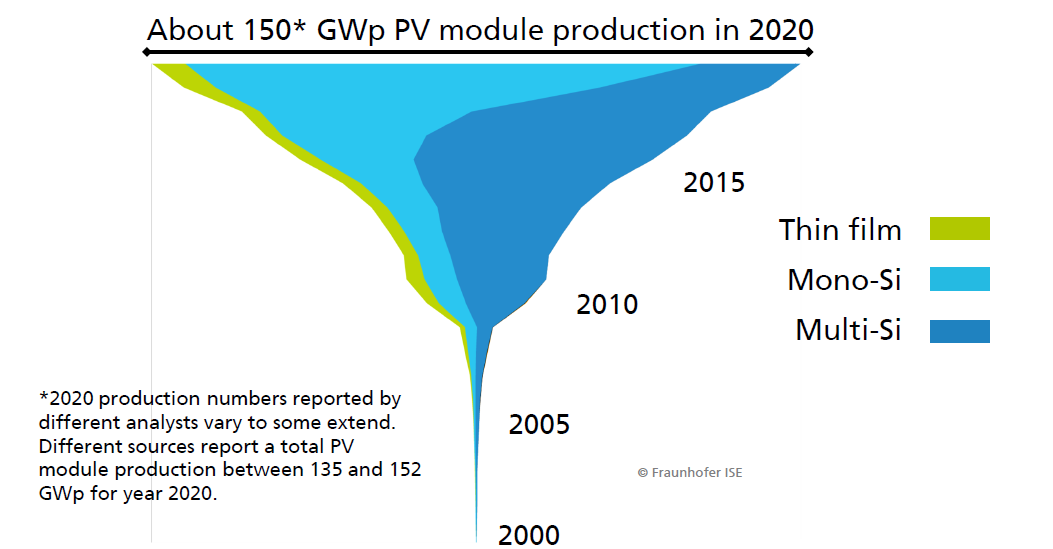 About 150* GWp PV module production in 2020
2015
Thin film
Mono-Si
2010
Multi-Si
*2020 production numbers reported by
different analysts vary to some extend.
Different sources report a total PV
module production between 135 and 152
GWp for year 2020.
2005
© Fraunhofer ISE
2000